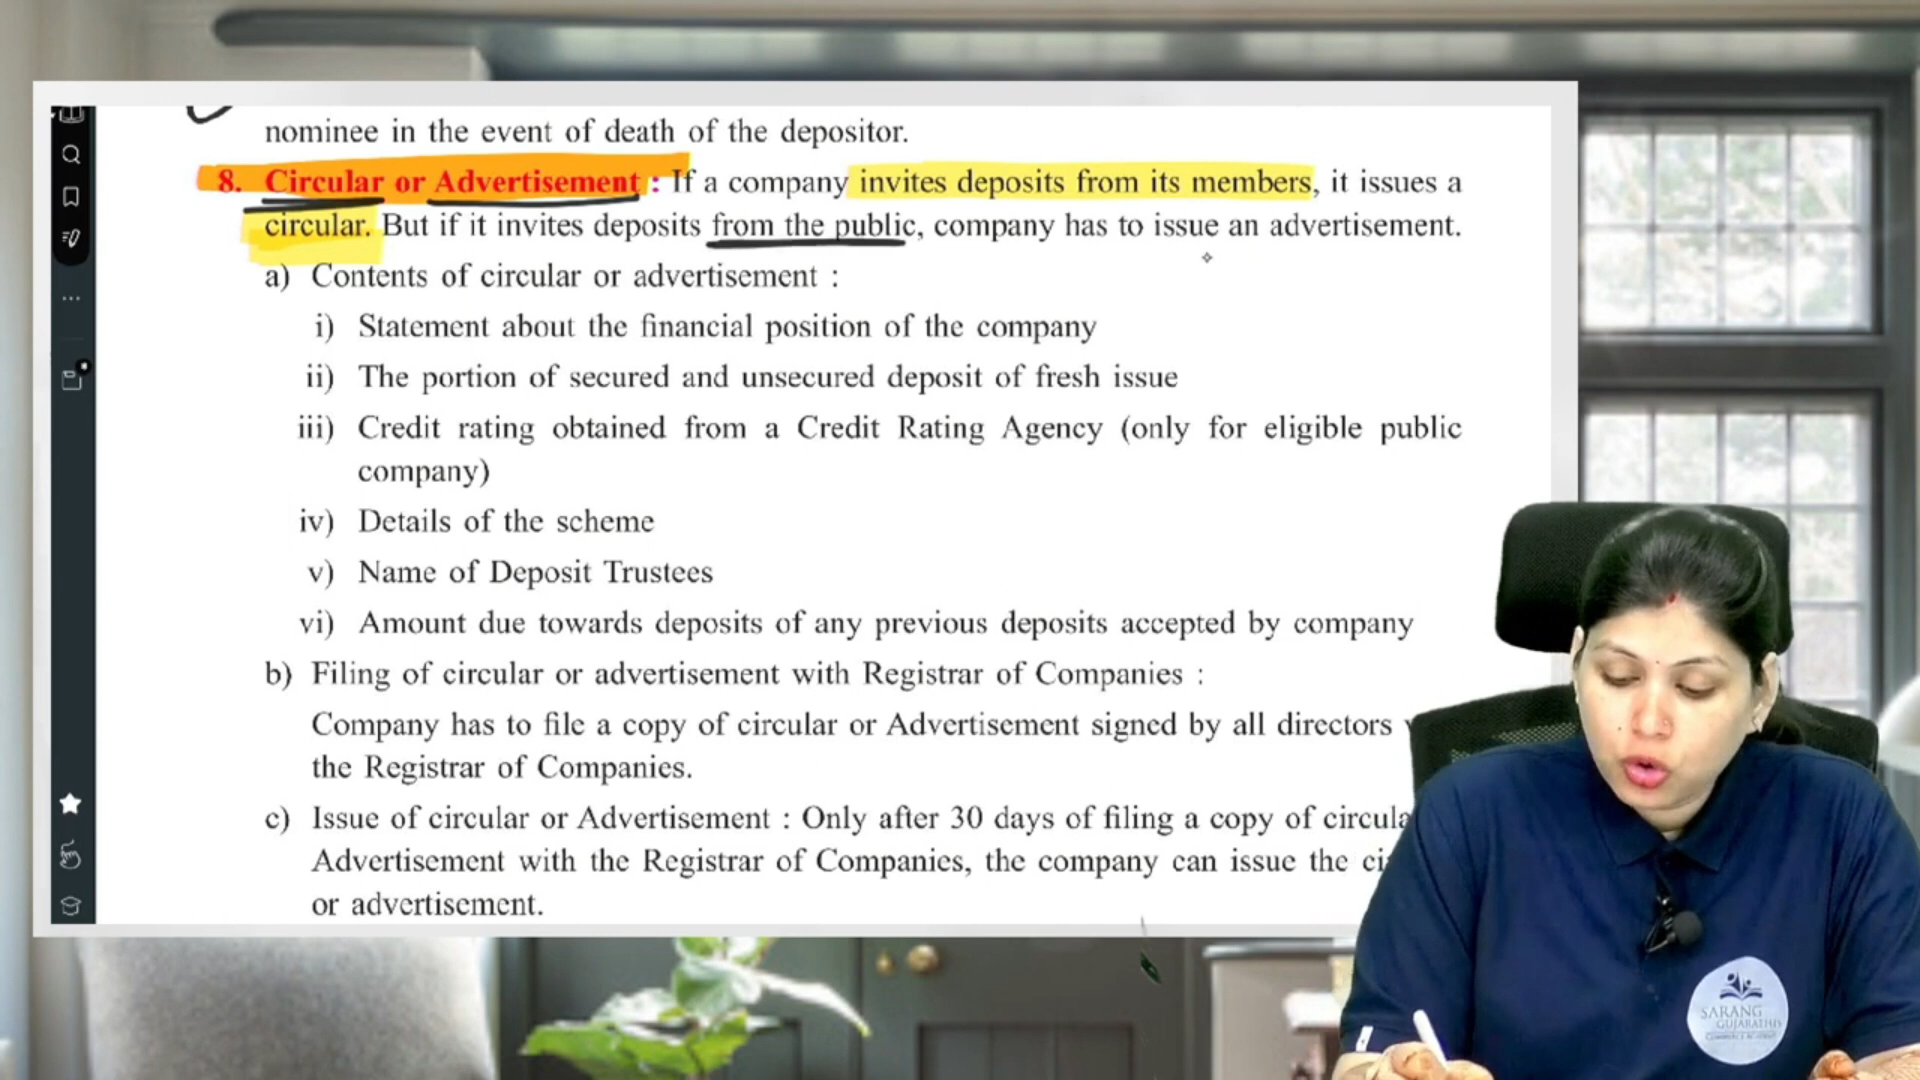 nominee in the event of death of the depositor.
8. Circular or Advertisement : If a company invites deposits from its members, it issues a
circular. But if it invites deposits from the public, company has to issue an advertisement.
a) Contents of circular or advertisement :
i) Statement about the financial position of the company
ii) The portion of secured and unsecured deposit of fresh issue
iii) Credit rating obtained from a Credit Rating Agency (only for eligible public
company)
iv) Details of the scheme
v) Name of Deposit Trustees
vi) Amount due towards deposits of any previous deposits accepted by company
b) Filing of circular or advertisement with Registrar of Companies :
Company has to file a copy of circular or Advertisement signed by all directors
the Registrar of Companies.
c) Issue of circular or Advertisement : Only after 30 days of filing a copy of circula
Advertisement with the Registrar of Companies, the company can issue the ci
or advertisement.
SARANG
GUJARATHIS